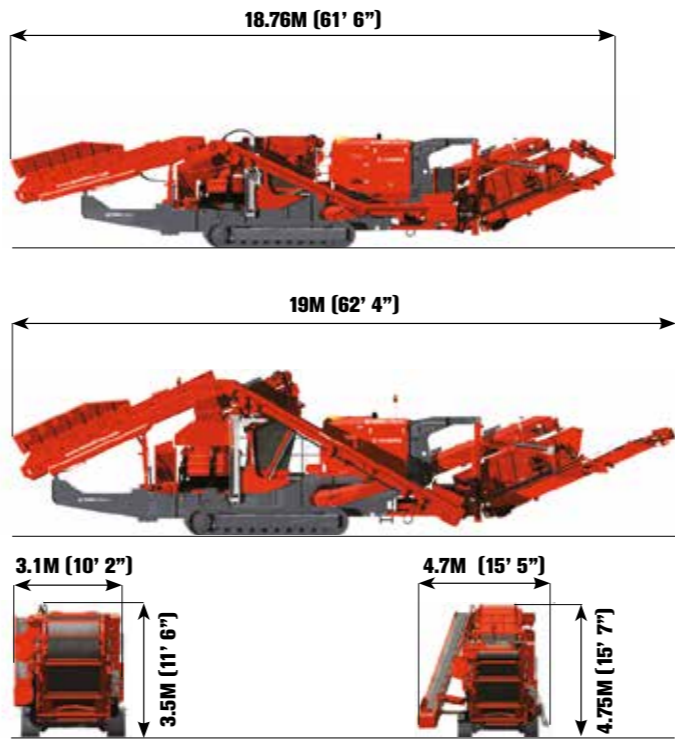 18.76M (61’ 6”)
19M (62’ 4”)
3.1M (10’ 2”)
3.5M (11’ 6”)
4.7M (15’ 5”)
4.75M (15’ 7”)